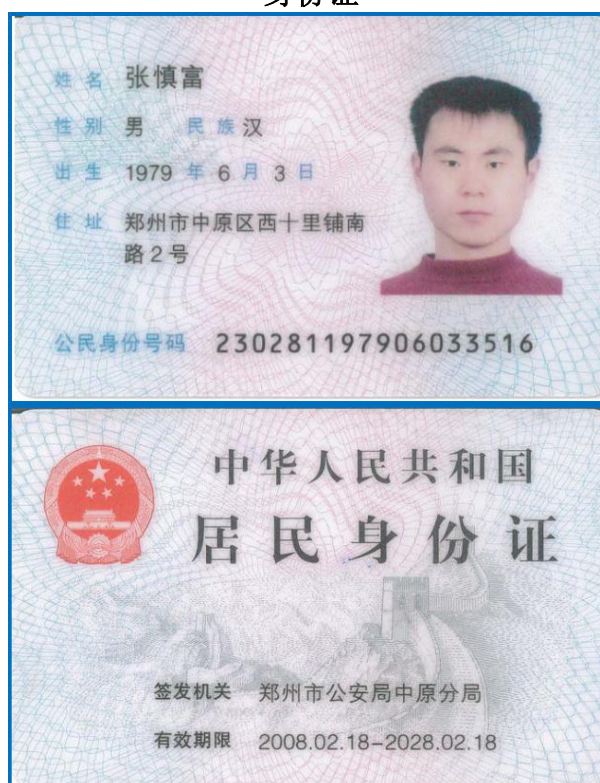 身份证
姓名 张慎富
性别 男 民族 汉
出生 1979 年 6 月 3 日
住址 郑州市中原区西十里铺南
路2号
公民身份号码 230281197906033516
中华人民共和国
居民身份证
签发机关 郑州市公安局中原分局
有效期限 2008.02.18-2028.02.18